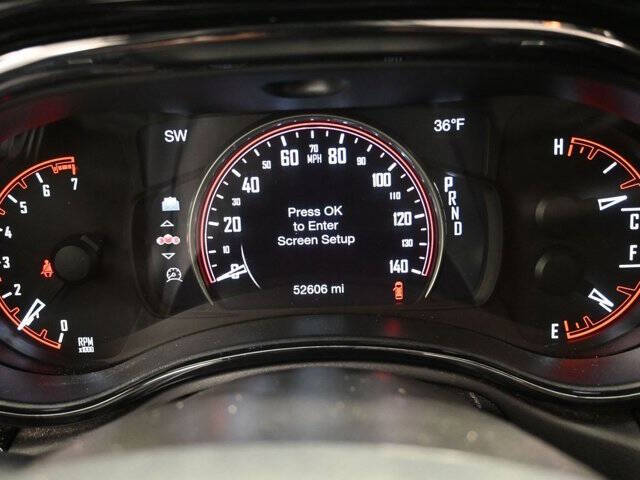 SW
36°F
H
C
F
E
7
6
5
4
3
2
1
0
RPM
x1000
0
10
20
30
40
50
60
70
MPH
80
90
100
110
120
130
140
Press OK
to Enter
Screen Setup
52606 mi
P
R
N
D